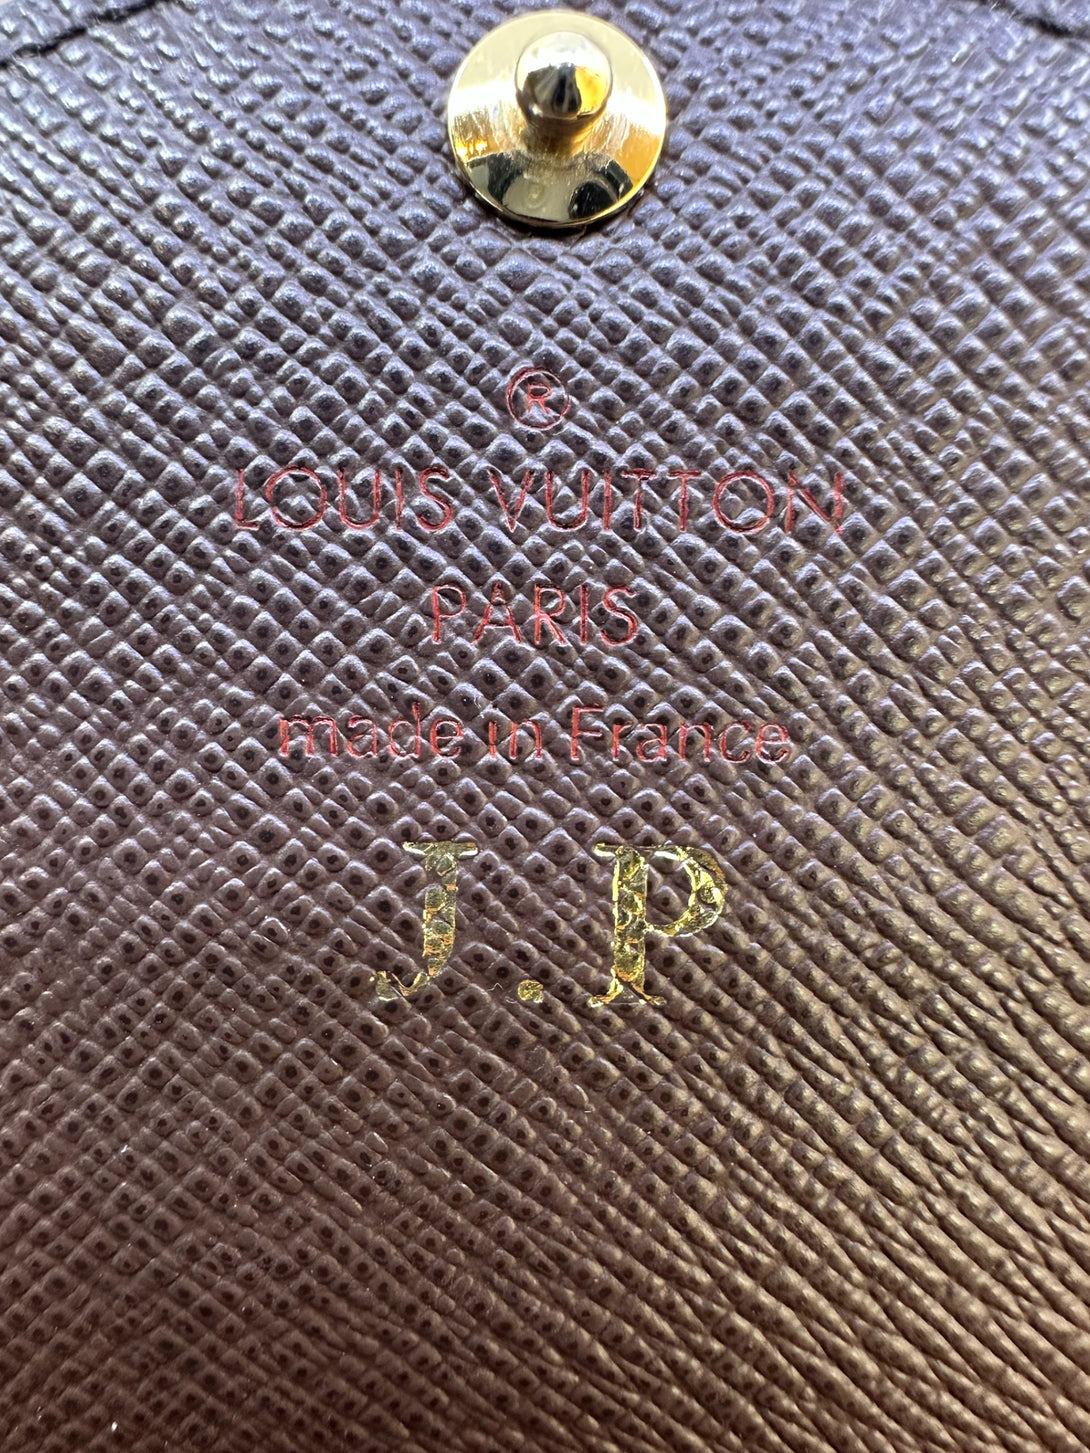 ®
LOUIS VUITTON
PARIS
made in France
J.P